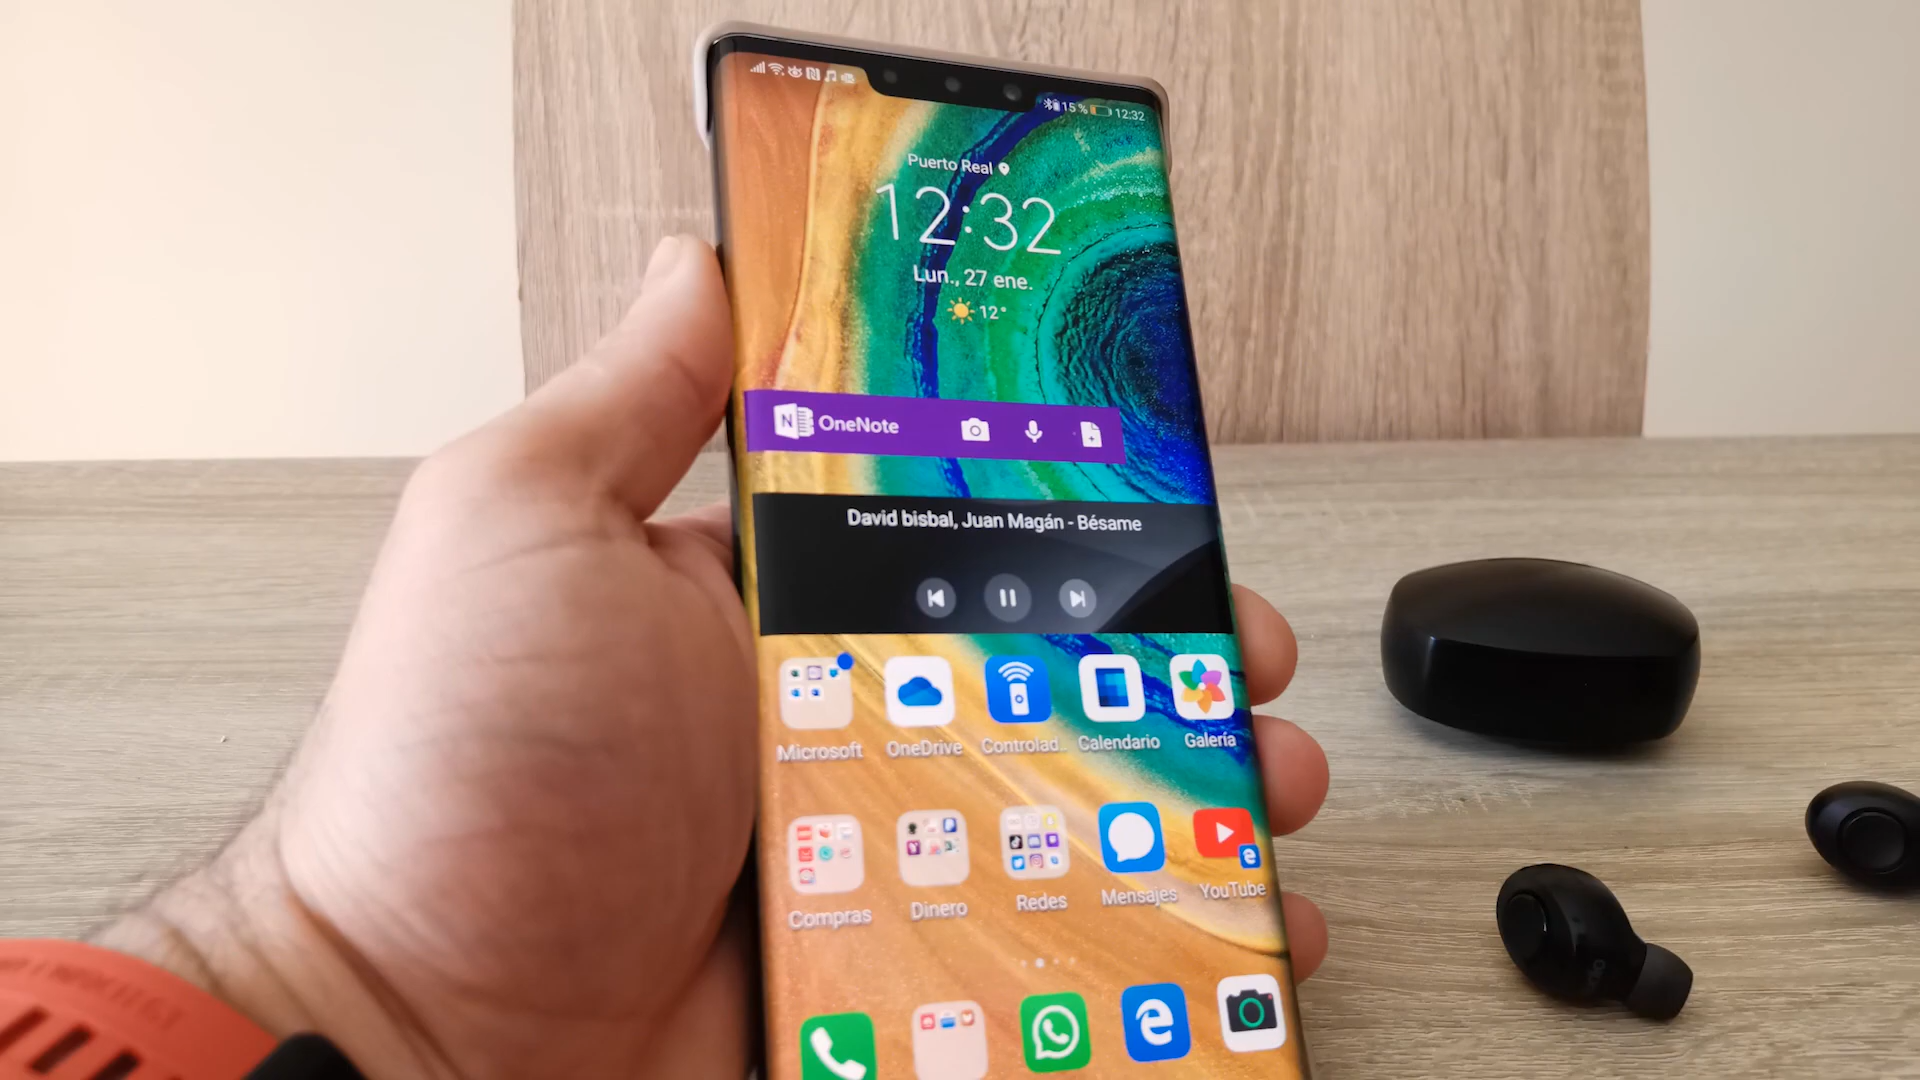 15 % 12:32
Puerto Real
12:32
Lun., 27 ene.
12°
N OneNote
David bisbal, Juan Magán - Bésame
Microsoft OneDrive Controlad.. Calendario Galería
Compras Dinero Redes Mensajes YouTube